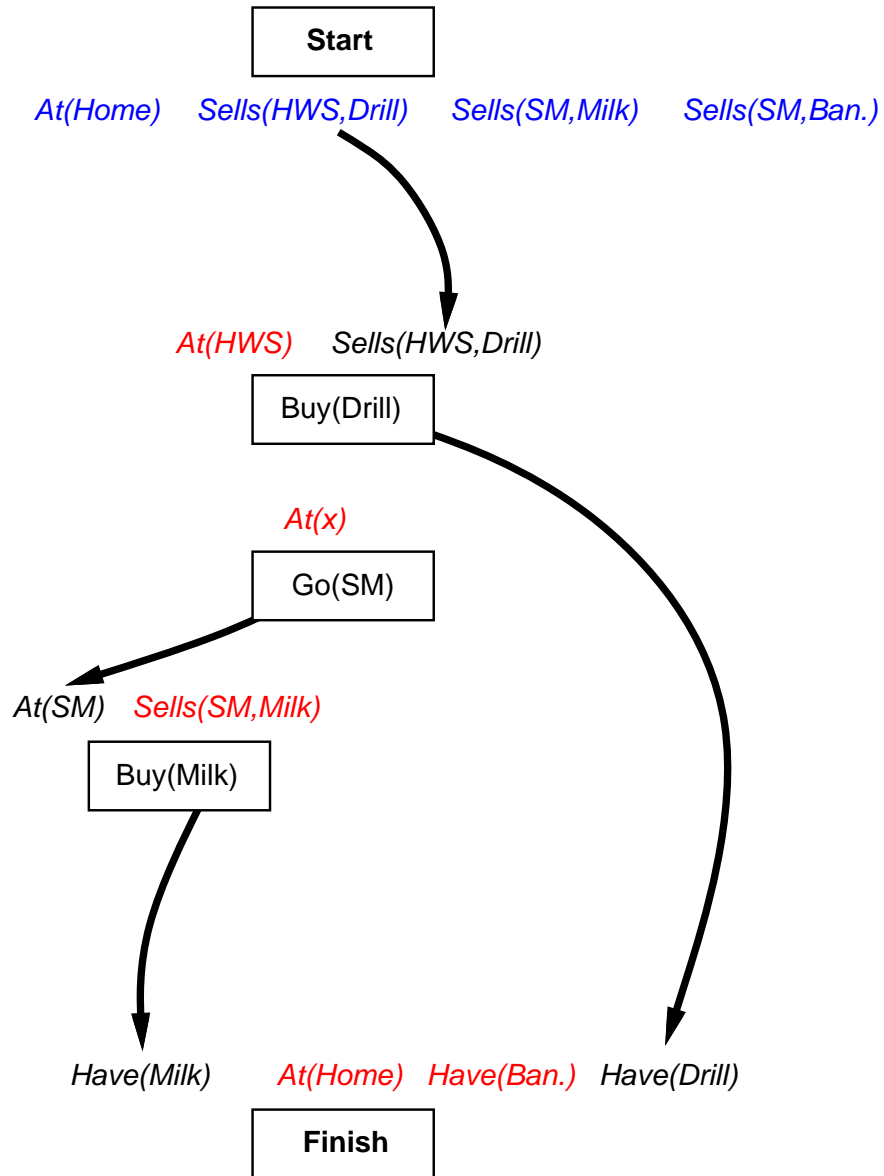 Start
At(Home) Sells(HWS,Drill) Sells(SM,Milk) Sells(SM,Ban.)
At(HWS) Sells(HWS,Drill)
Buy(Drill)
At(x)
Go(SM)
At(SM) Sells(SM,Milk)
Buy(Milk)
Have(Milk) At(Home) Have(Ban.) Have(Drill)
Finish